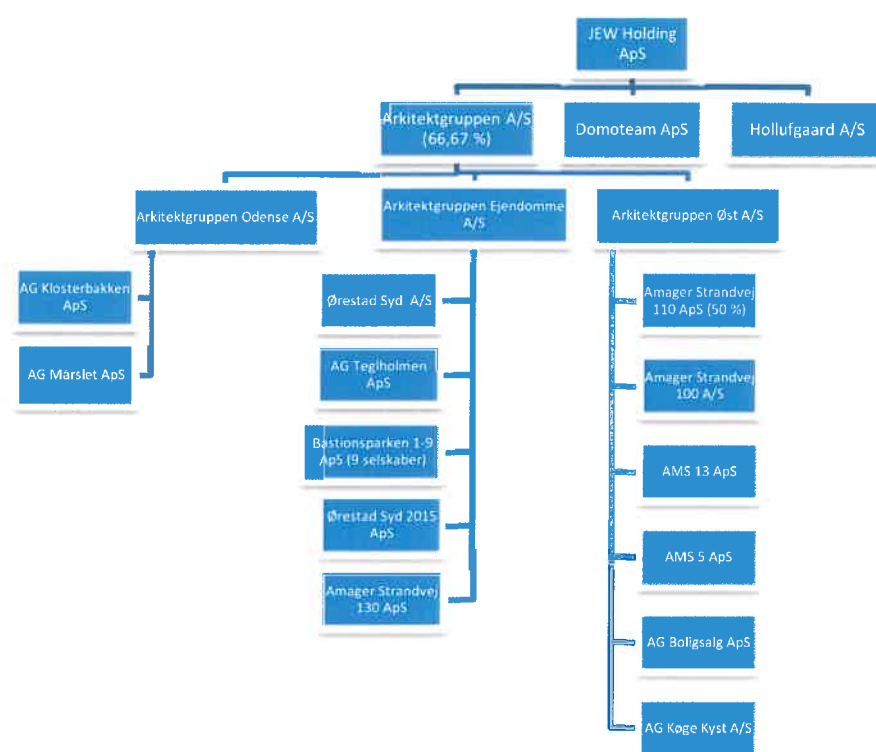 JEW Holding
ApS
Arkitektgruppen A/S
(66,67 %)
Domoteam ApS
Hollufgaard A/S
Arkitektgruppen Odense A/S
Arkitektgruppen Ejendomme
A/S
Arkitektgruppen Øst A/S
AG Klosterbakken
ApS
AG Mårslet ApS
Ørestad Syd A/S
AG Teglholmen
ApS
Bastionsparken 1-9
ApS (9 selskaber)
Ørestad Syd 2015
ApS
Amager Strandvej
130 ApS
Amager Strandvej
110 ApS (50 %)
Amager Strandvej
100 A/S
AMS 13 ApS
AMS 5 ApS
AG Boligsalg ApS
AG Køge Kyst A/S